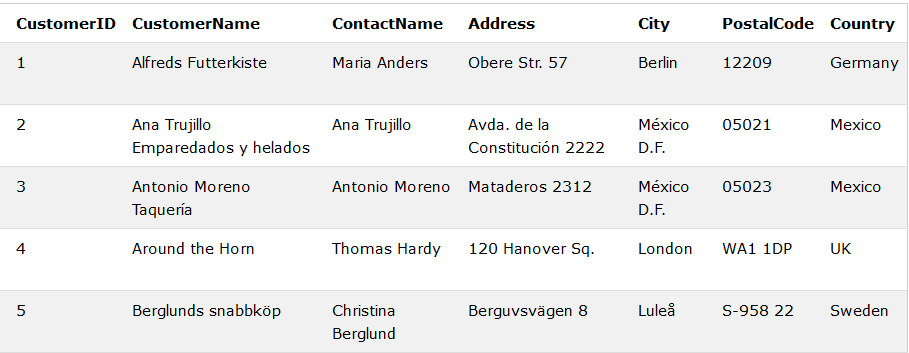 CustomerID CustomerName ContactName Address City PostalCode Country
1 Alfreds Futterkiste Maria Anders Obere Str. 57 Berlin 12209 Germany
2 Ana Trujillo Ana Trujillo Avda. de la México 05021 Mexico
Emparedados y helados Constitución 2222 D.F.
3 Antonio Moreno Antonio Moreno Mataderos 2312 México 05023 Mexico
Taquería D.F.
4 Around the Horn Thomas Hardy 120 Hanover Sq. London WA1 1DP UK
5 Berglunds snabbköp Christina Berguvsvägen 8 Luleå S-958 22 Sweden
Berglund